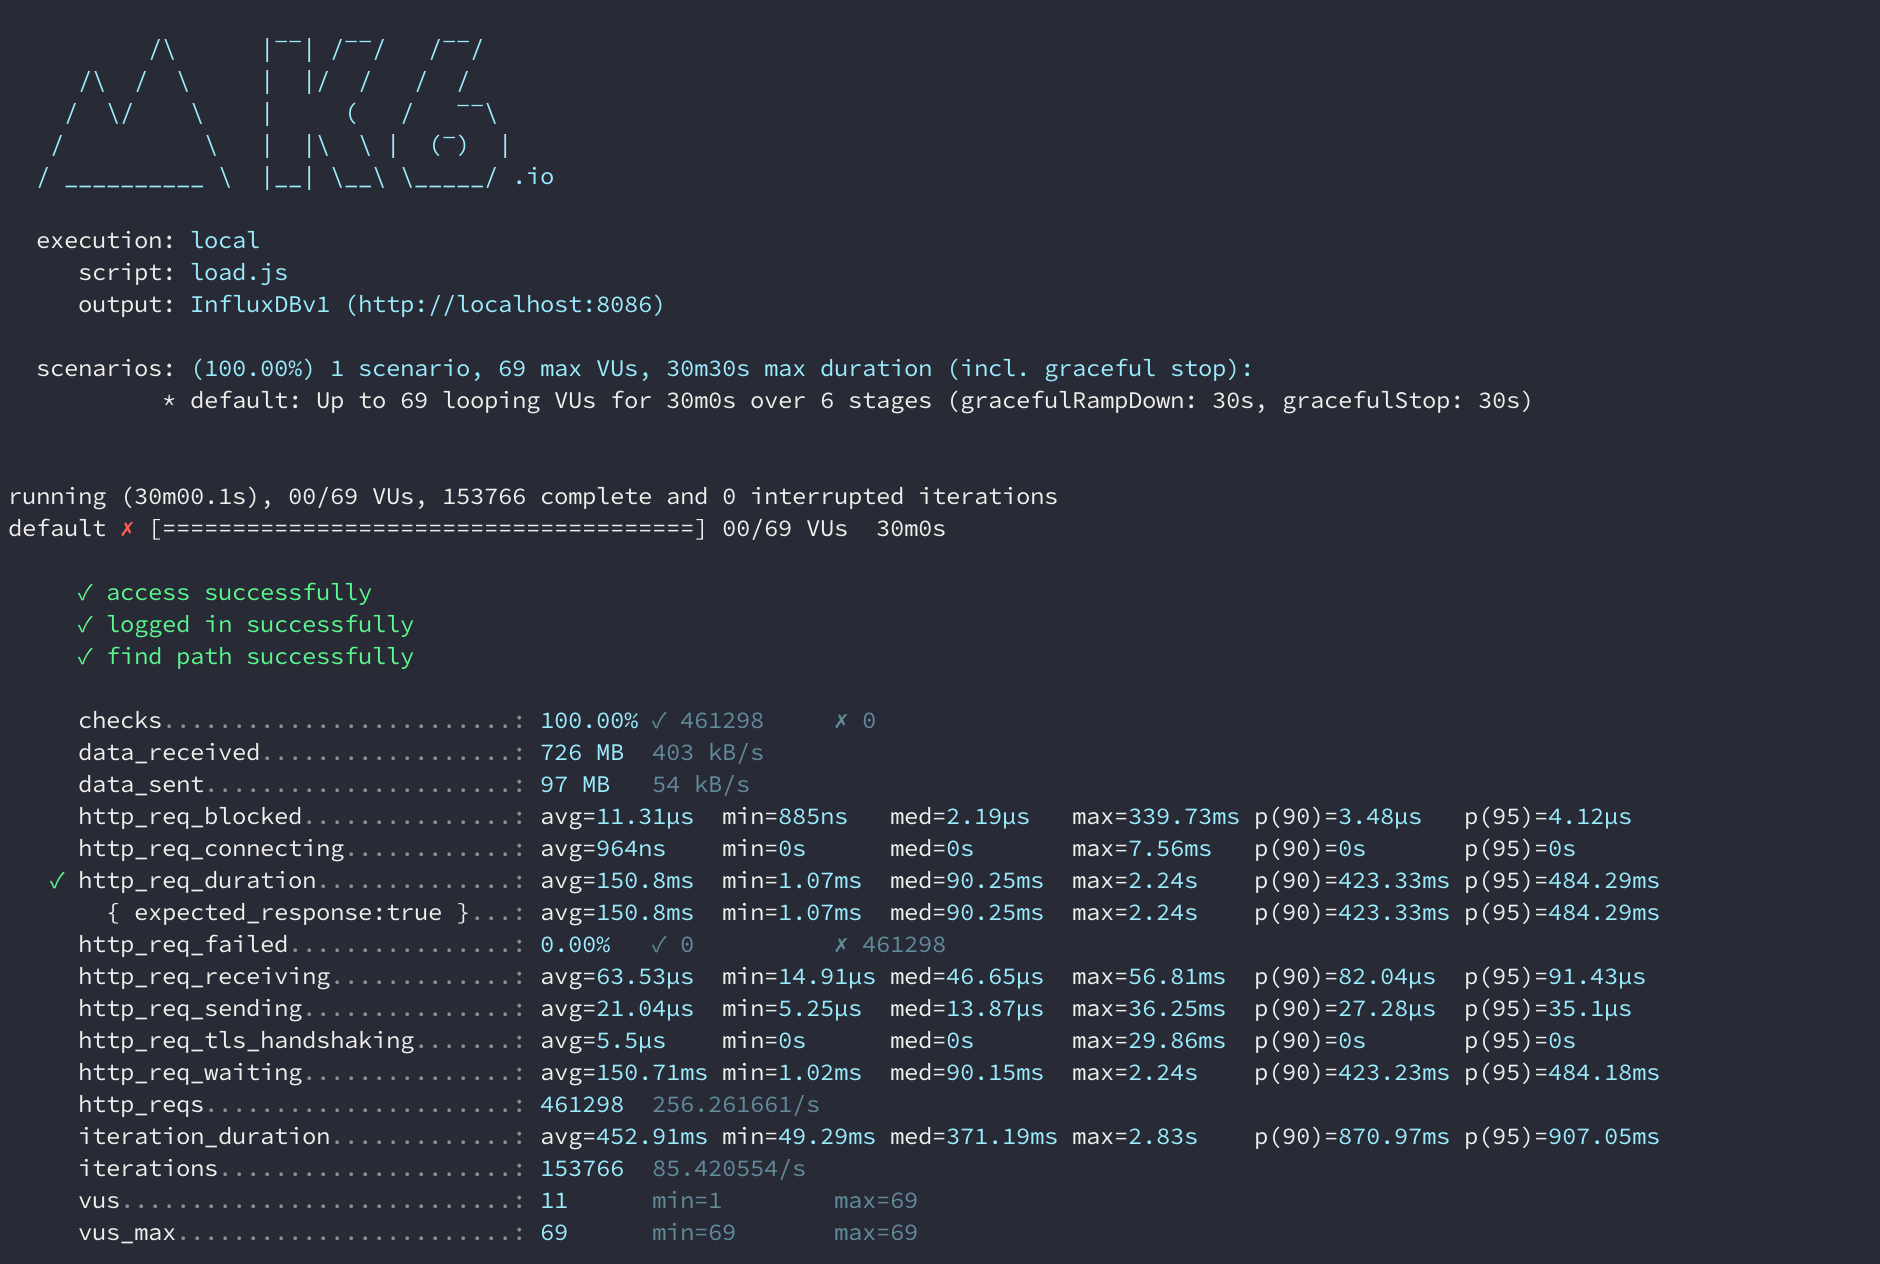 /\      |‾‾| /‾‾/   /‾‾/
    /\  /  \     |  |/  /   /  /
   /  \/    \    |     (   /   ‾‾\
  /          \   |  |\  \ |  (‾)  |
 / __________ \  |__| \__\ \_____/ .io
execution: local
script: load.js
output: InfluxDBv1 (http://localhost:8086)
scenarios: (100.00%) 1 scenario, 69 max VUs, 30m30s max duration (incl. graceful stop):
* default: Up to 69 looping VUs for 30m0s over 6 stages (gracefulRampDown: 30s, gracefulStop: 30s)
running (30m00.1s), 00/69 VUs, 153766 complete and 0 interrupted iterations
default ✗ [======================================] 00/69 VUs  30m0s
✓ access successfully
✓ logged in successfully
✓ find path successfully
checks.........................: 100.00% ✓ 461298     ✗ 0
data_received..................: 726 MB  403 kB/s
data_sent......................: 97 MB   54 kB/s
http_req_blocked...............: avg=11.31µs  min=885ns   med=2.19µs   max=339.73ms p(90)=3.48µs   p(95)=4.12µs
http_req_connecting............: avg=964ns    min=0s      med=0s       max=7.56ms   p(90)=0s       p(95)=0s
✓ http_req_duration..............: avg=150.8ms  min=1.07ms  med=90.25ms  max=2.24s    p(90)=423.33ms p(95)=484.29ms
{ expected_response:true }...: avg=150.8ms  min=1.07ms  med=90.25ms  max=2.24s    p(90)=423.33ms p(95)=484.29ms
http_req_failed................: 0.00%   ✓ 0          ✗ 461298
http_req_receiving.............: avg=63.53µs  min=14.91µs med=46.65µs  max=56.81ms  p(90)=82.04µs  p(95)=91.43µs
http_req_sending...............: avg=21.04µs  min=5.25µs  med=13.87µs  max=36.25ms  p(90)=27.28µs  p(95)=35.1µs
http_req_tls_handshaking.......: avg=5.5µs    min=0s      med=0s       max=29.86ms  p(90)=0s       p(95)=0s
http_req_waiting...............: avg=150.71ms min=1.02ms  med=90.15ms  max=2.24s    p(90)=423.23ms p(95)=484.18ms
http_reqs......................: 461298  256.261661/s
iteration_duration.............: avg=452.91ms min=49.29ms med=371.19ms max=2.83s    p(90)=870.97ms p(95)=907.05ms
iterations.....................: 153766  85.420554/s
vus............................: 11      min=1        max=69
vus_max........................: 69      min=69       max=69